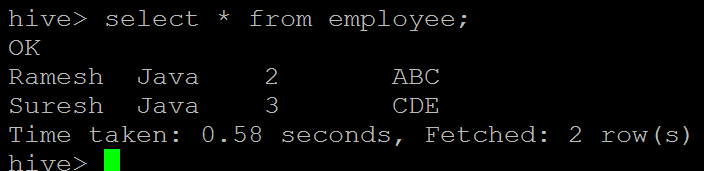 hive> select * from employee;
OK
Ramesh  Java    2       ABC
Suresh  Java    3       CDE
Time taken: 0.58 seconds, Fetched: 2 row(s)
hive>